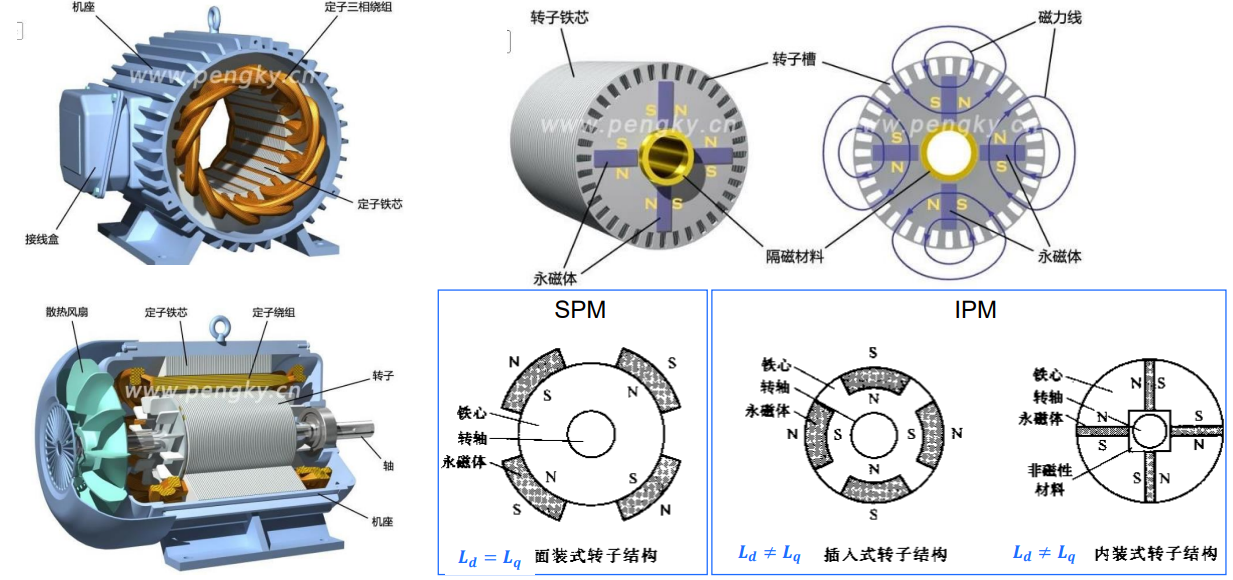 机座
定子三相绕组
www.pengky.cn
接线盒
定子铁芯
转子铁芯
转子槽
磁力线
S N
S N
www.pengky.cn
www.pengky.cn
S N
S N
N S
N S
N S
N S
永磁体
隔磁材料
永磁体
散热风扇
定子铁芯
定子绕组
www.pengky.cn
转子
轴
机座
SPM
N S
S N
铁心
转轴
永磁体
N N
S S
S N
L_d = L_q 面装式转子结构
IPM
S
铁心
转轴
永磁体
N
N S S N
N
S
L_d ≠ L_q 插入式转子结构
铁心
转轴
永磁体
N S
N S
S N
S N
非磁性
材料
L_d ≠ L_q 内装式转子结构